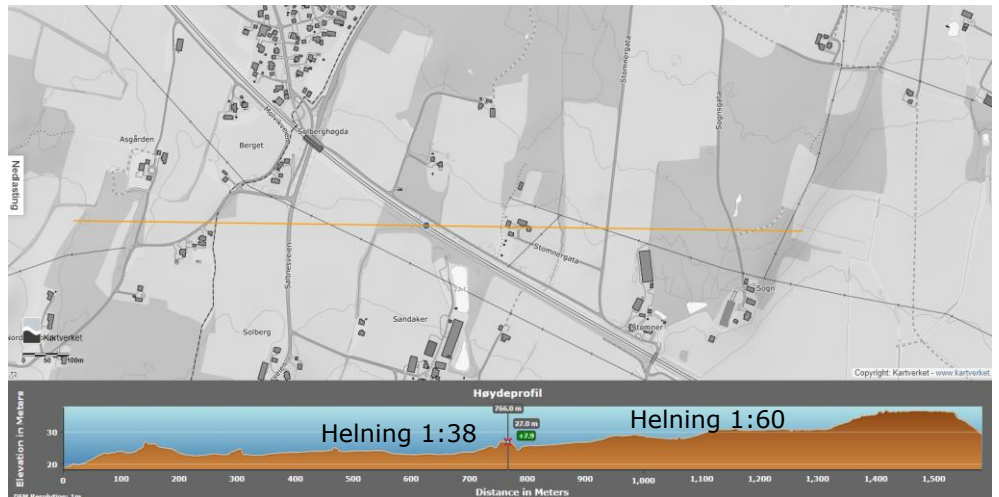 Asgården
Berget
Molvikveien
Solberghøgda
Stomnergata
Sognsgata
Nedlasting
Saltnesveien
Stomnergata
Sogn
Solberg
Sandaker
Stomner
Kartverket
0 50 100m
Copyright: Kartverket - www.kartverket.
Høydeprofil
766.0 m
27.0 m
+7.9
Helning 1:38
Helning 1:60
Elevation in Meters
30
20
0 100 200 300 400 500 600 700 800 900 1,000 1,100 1,200 1,300 1,400 1,500
Distance in Meters
DEM Resolution: 1m